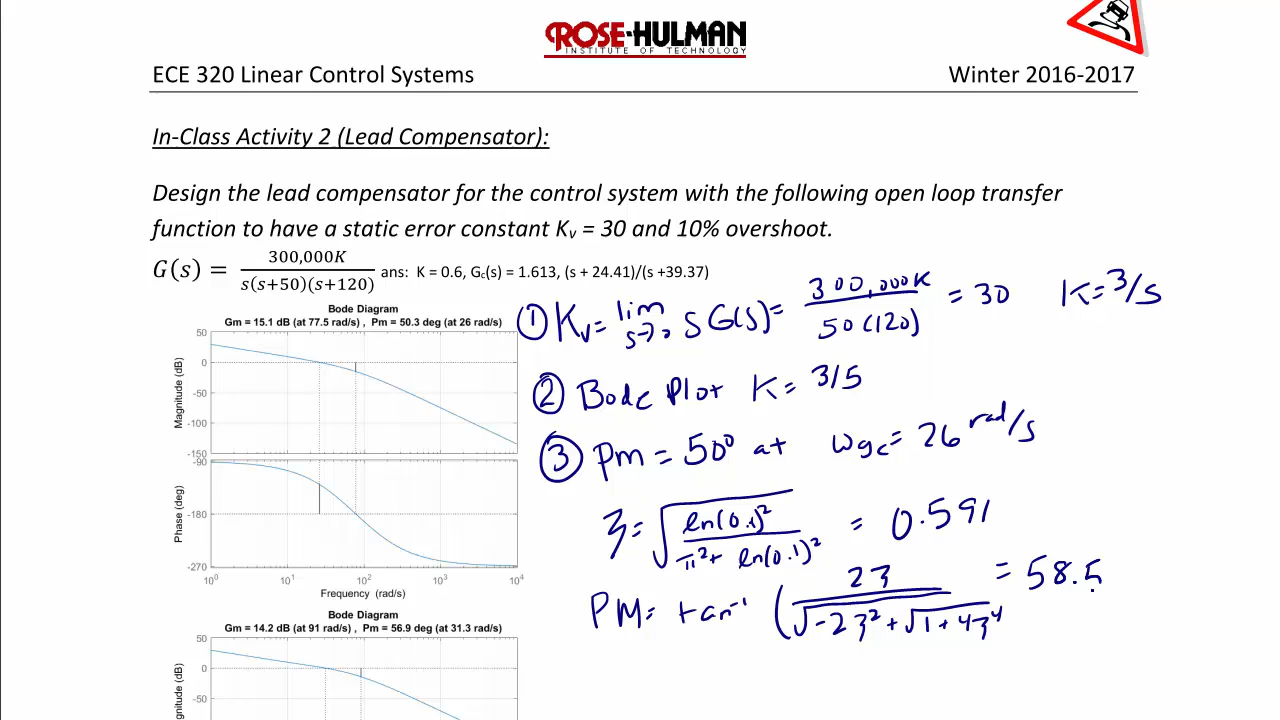 ROSE-HULMAN
INSTITUTE OF TECHNOLOGY
ECE 320 Linear Control Systems Winter 2016-2017
In-Class Activity 2 (Lead Compensator):
Design the lead compensator for the control system with the following open loop transfer
function to have a static error constant Kv = 30 and 10% overshoot.
G(s) = 300,000K / s(s+50)(s+120) ans: K = 0.6, Gc(s) = 1.613, (s + 24.41)/(s +39.37)
① Kv = lim s→0 s G(s) = 300,000K / 50(120) = 30 K = 3/5
② Bode Plot K = 3/5
③ Pm = 50° at ωgc = 26 rad/s
ζ = √(ln(0.1)² / π² + ln(0.1)²) = 0.591
PM = tan⁻¹ (2ζ / √-2ζ² + √1 + 4ζ⁴ = 58.5
Bode Diagram
Gm = 15.1 dB (at 77.5 rad/s) , Pm = 50.3 deg (at 26 rad/s)
Magnitude (dB)
50
0
-50
-100
-150
Phase (deg)
-90
-180
-270
10⁰ 10¹ 10² 10³ 10⁴
Frequency (rad/s)
Bode Diagram
Gm = 14.2 dB (at 91 rad/s) , Pm = 56.9 deg (at 31.3 rad/s)
50
0
-50